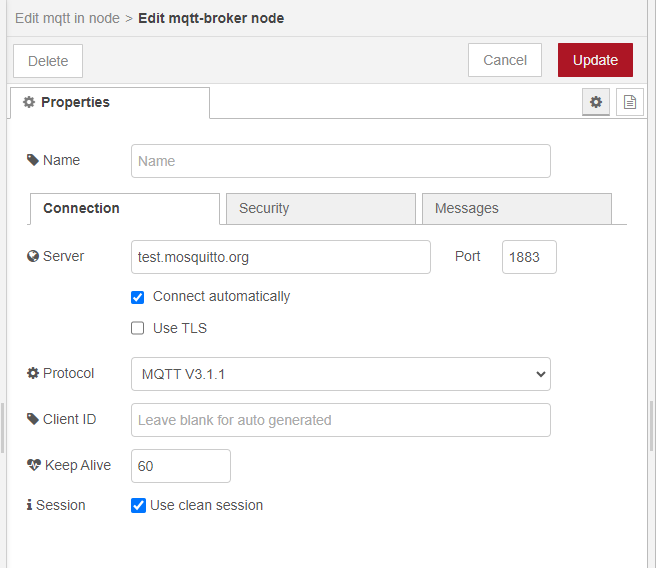 Edit mqtt in node > Edit mqtt-broker node
Delete
Cancel
Update
Properties
Name
Name
Connection
Security
Messages
Server
test.mosquitto.org
Port
1883
Connect automatically
Use TLS
Protocol
MQTT V3.1.1
Client ID
Leave blank for auto generated
Keep Alive
60
Session
Use clean session